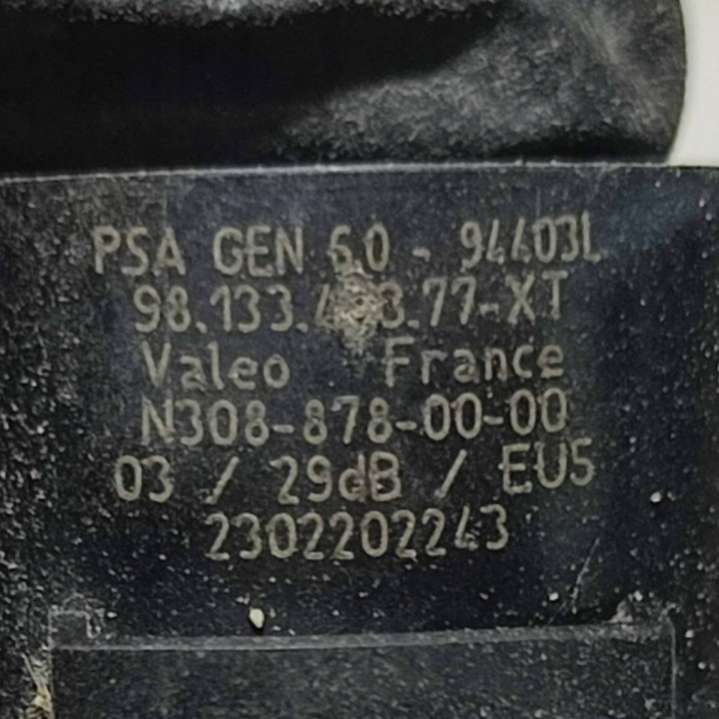 PSA GEN 6.0 - 94403L
Valeo France
N308-878-00-00
03 / 29dB / EU5
2302202243